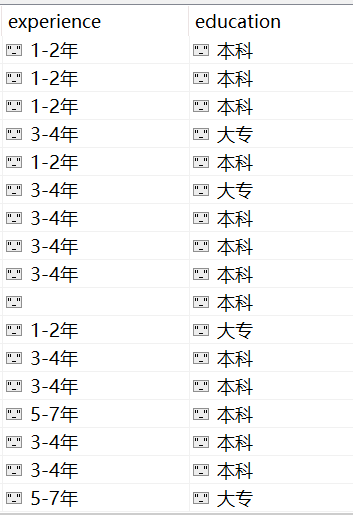 experience education
1-2年 本科
1-2年 本科
1-2年 本科
3-4年 大专
1-2年 本科
3-4年 大专
3-4年 本科
3-4年 本科
3-4年 本科
本科
1-2年 大专
3-4年 本科
3-4年 本科
5-7年 本科
3-4年 本科
3-4年 本科
5-7年 大专